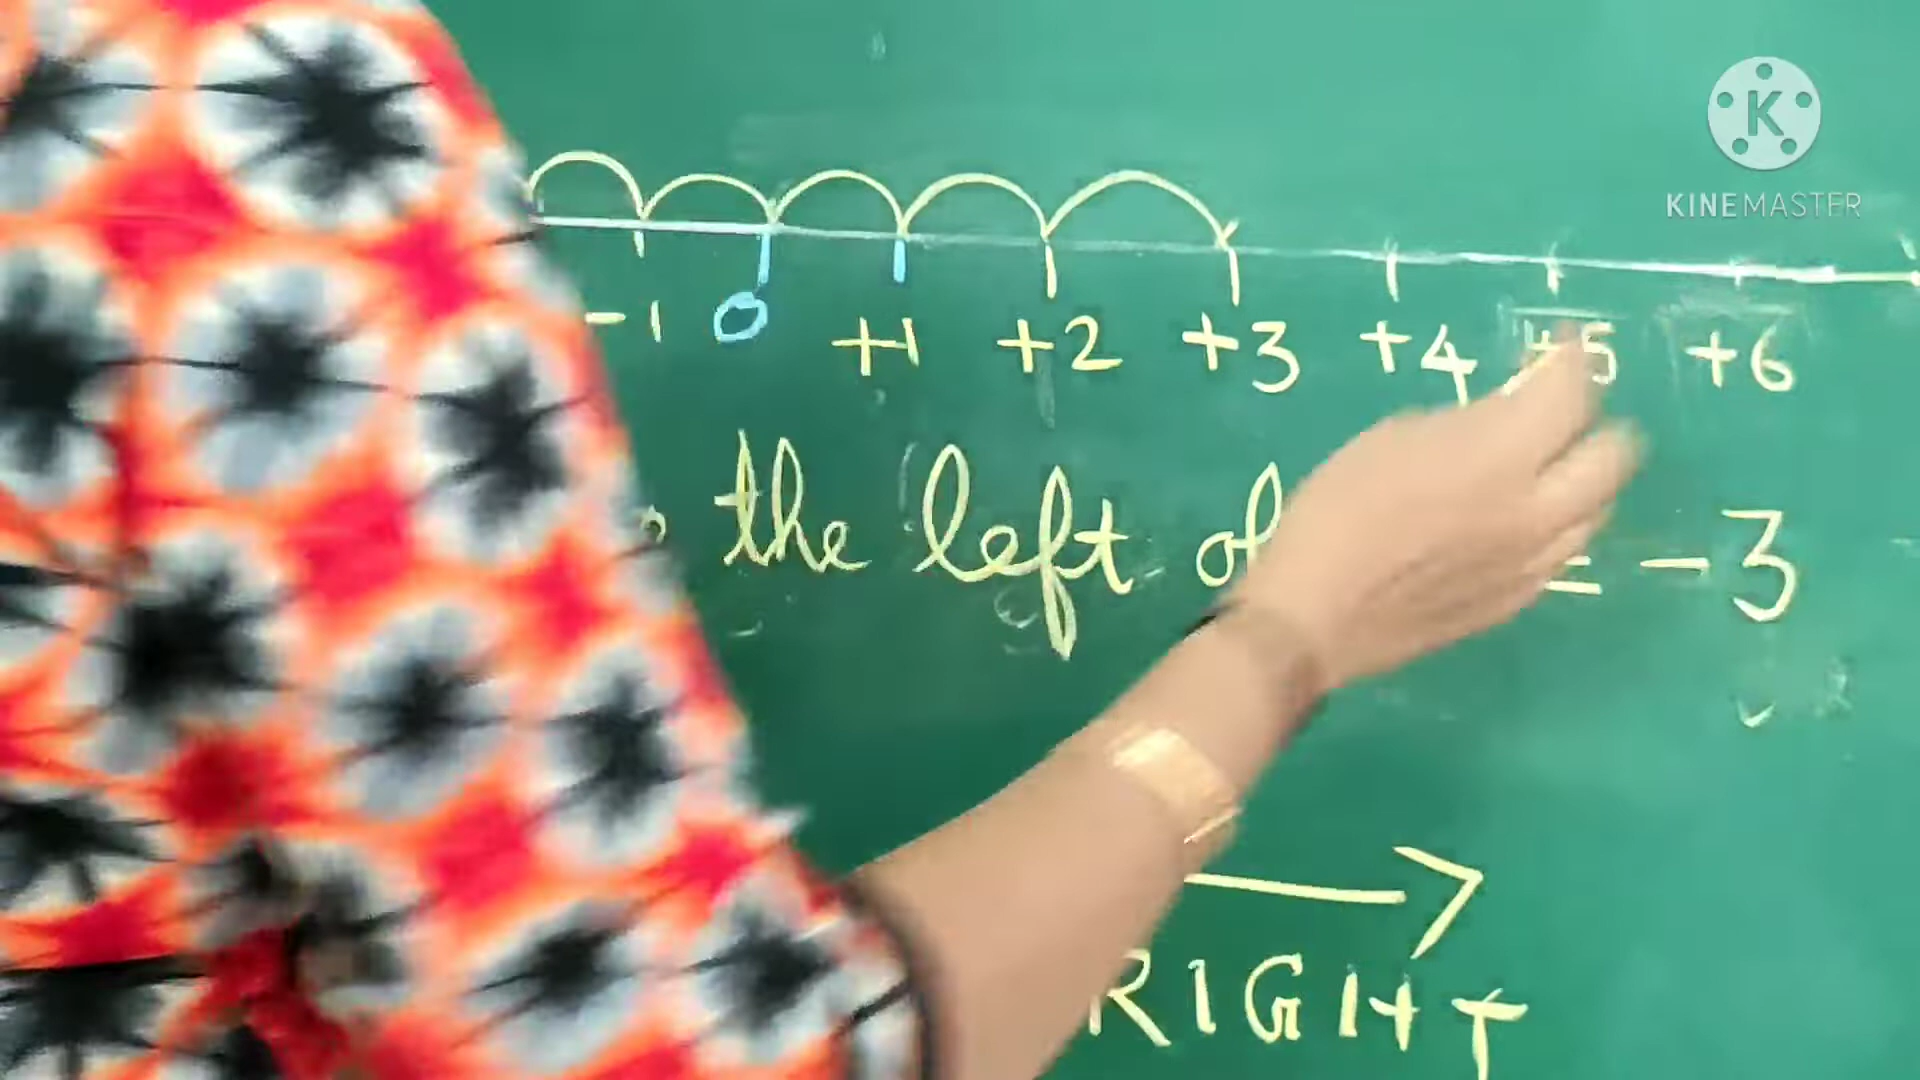 K
KINEMASTER
-1 0 +1 +2 +3 +4 +5 +6
the left of = -3
RIGHT